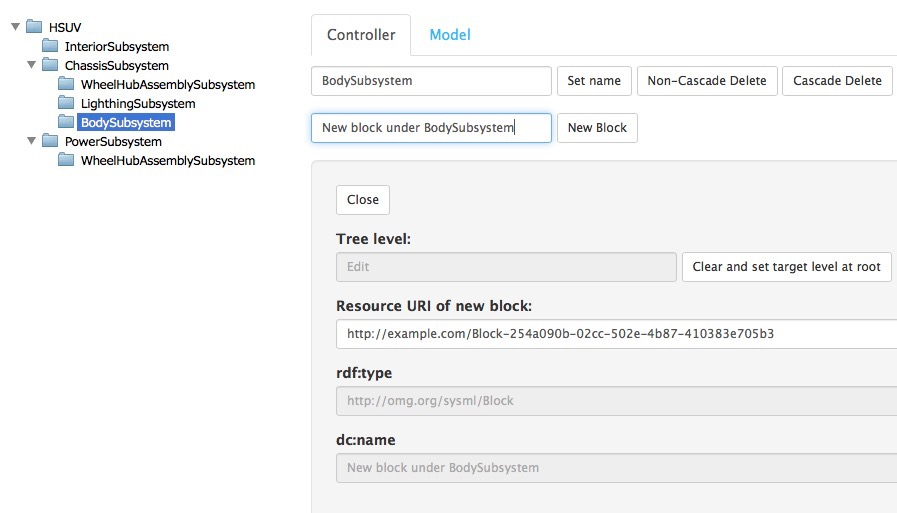 HSUV
InteriorSubsystem
ChassisSubsystem
WheelHubAssemblySubsystem
LighthingSubsystem
BodySubsystem
PowerSubsystem
WheelHubAssemblySubsystem
Controller Model
BodySubsystem Set name Non-Cascade Delete Cascade Delete
New block under BodySubsystem New Block
Close
Tree level:
Edit Clear and set target level at root
Resource URI of new block:
http://example.com/Block-254a090b-02cc-502e-4b87-410383e705b3
rdf:type
http://omg.org/sysml/Block
dc:name
New block under BodySubsystem